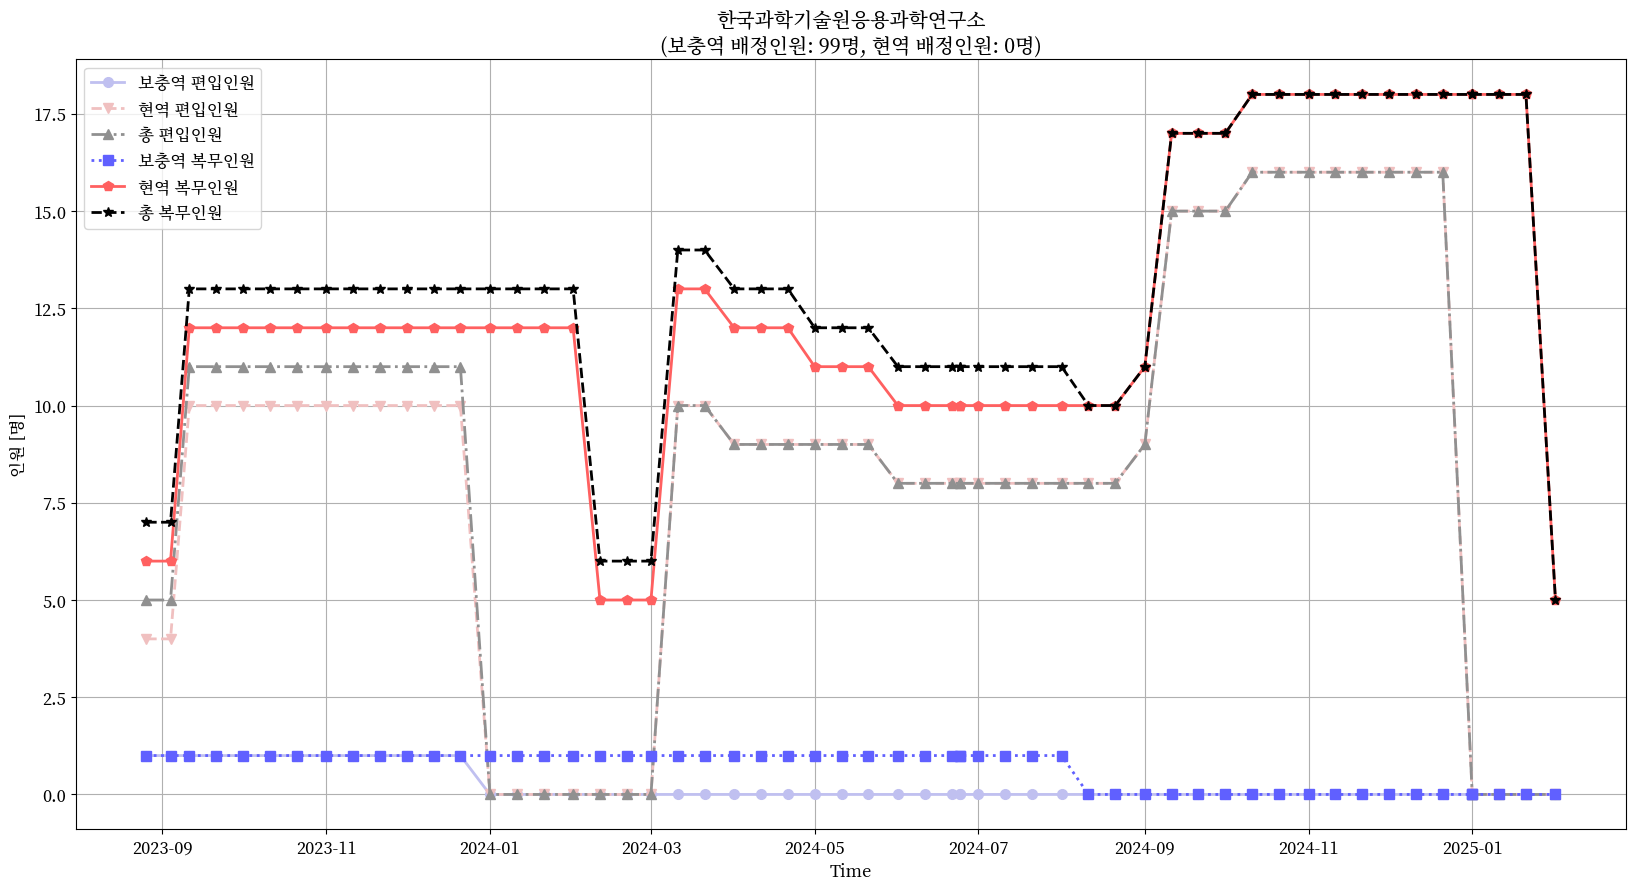 한국과학기술원응용과학연구소
(보충역 배정인원: 99명, 현역 배정인원: 0명)
보충역 편입인원
현역 편입인원
총 편입인원
보충역 복무인원
현역 복무인원
총 복무인원
17.5
15.0
12.5
10.0
7.5
5.0
2.5
0.0
인원 [명]
2023-09
2023-11
2024-01
2024-03
2024-05
2024-07
2024-09
2024-11
2025-01
Time